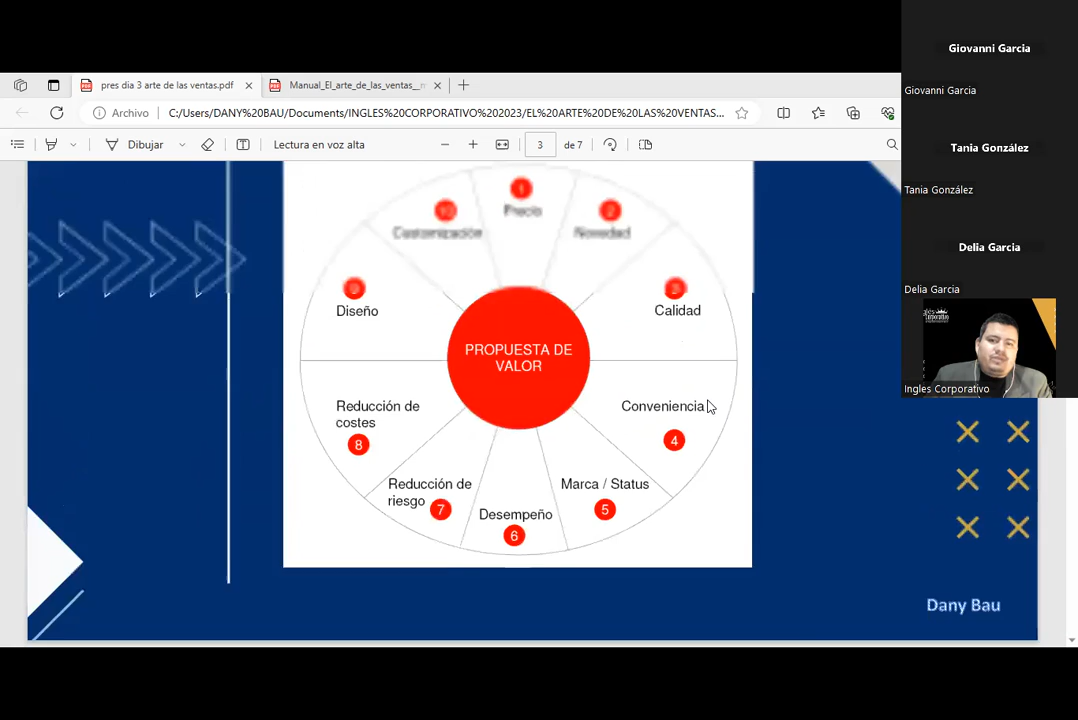 pres dia 3 arte de las ventas.pdf
Manual_El_arte_de_las_ventas_
Archivo
C:/Users/DANY%20BAU/Documents/INGLES%20CORPORATIVO%202023/EL%20ARTE%20DE%20LAS%20VENTAS...
Dibujar
Lectura en voz alta
3
de 7
1
Precio
10
Customización
2
Novedad
9
Diseño
3
Calidad
PROPUESTA DE
VALOR
Reducción de
costes
8
Conveniencia
4
Reducción de
riesgo
7
Desempeño
6
Marca / Status
5
Dany Bau
Giovanni Garcia
Giovanni Garcia
Tania González
Tania González
Delia Garcia
Delia Garcia
Ingles Corporativo